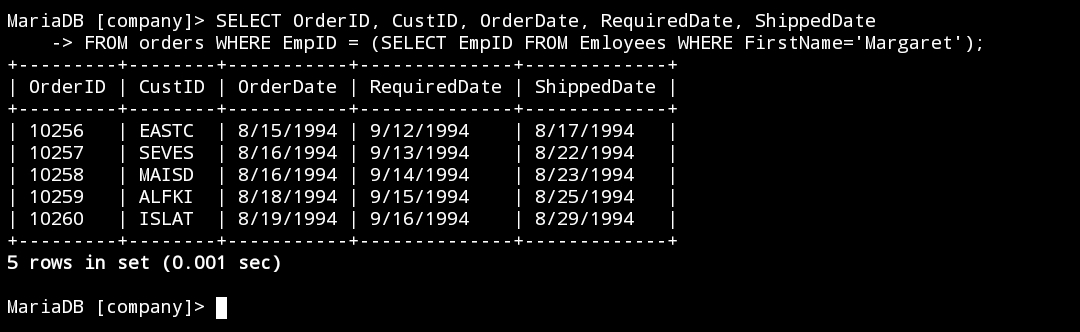 MariaDB [company]> SELECT OrderID, CustID, OrderDate, RequiredDate, ShippedDate
    -> FROM orders WHERE EmpID = (SELECT EmpID FROM Emloyees WHERE FirstName='Margaret');
+---------+--------+-----------+--------------+-------------+
| OrderID | CustID | OrderDate | RequiredDate | ShippedDate |
+---------+--------+-----------+--------------+-------------+
| 10256   | EASTC  | 8/15/1994 | 9/12/1994    | 8/17/1994   |
| 10257   | SEVES  | 8/16/1994 | 9/13/1994    | 8/22/1994   |
| 10258   | MAISD  | 8/16/1994 | 9/14/1994    | 8/23/1994   |
| 10259   | ALFKI  | 8/18/1994 | 9/15/1994    | 8/25/1994   |
| 10260   | ISLAT  | 8/19/1994 | 9/16/1994    | 8/29/1994   |
+---------+--------+-----------+--------------+-------------+
5 rows in set (0.001 sec)
MariaDB [company]>